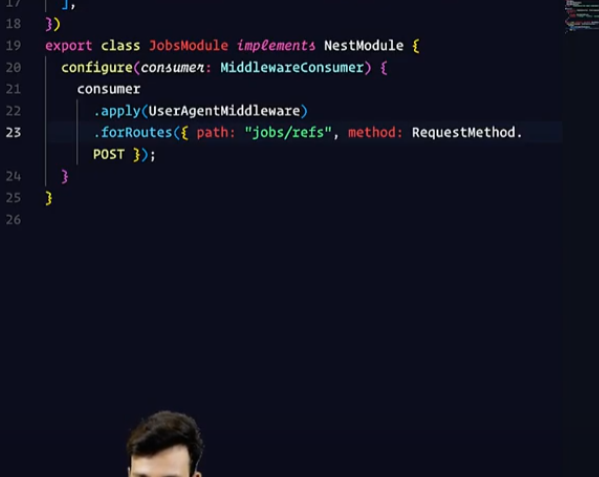 17 ],
18 })
19 export class JobsModule implements NestModule {
20 configure(consumer: MiddlewareConsumer) {
21 consumer
22 .apply(UserAgentMiddleware)
23 .forRoutes({ path: "jobs/refs", method: RequestMethod.
POST });
24 }
25 }
26